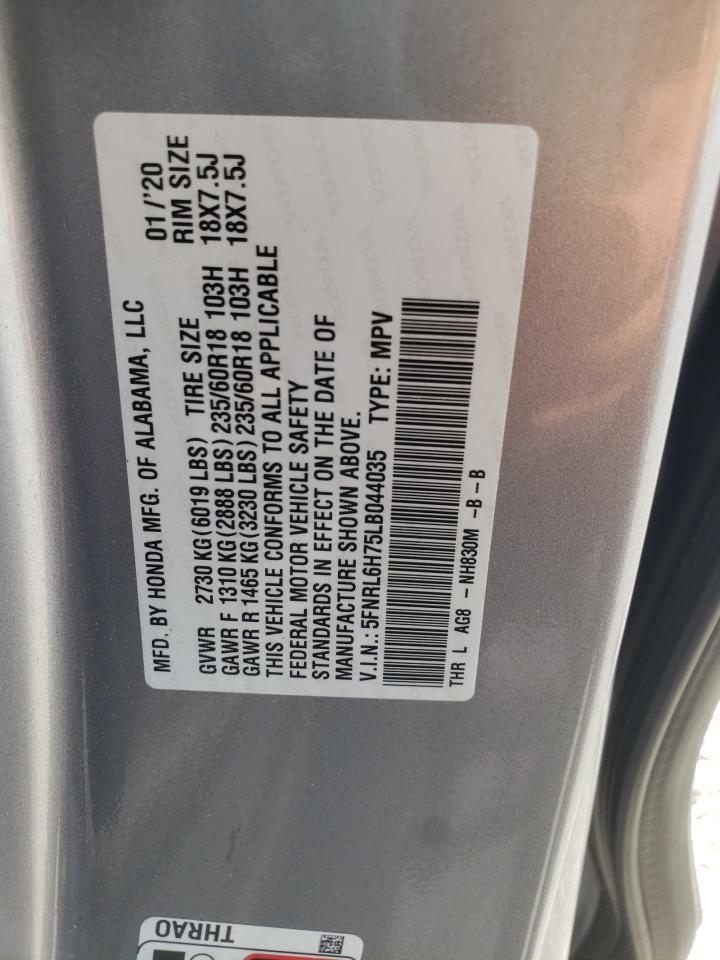 MFD. BY HONDA MFG. OF ALABAMA, LLC 01/'20
GVWR 2730 KG (6019 LBS) TIRE SIZE RIM SIZE
GAWR F 1310 KG (2888 LBS) 235/60R18 103H 18X7.5J
GAWR R 1465 KG (3230 LBS) 235/60R18 103H 18X7.5J
THIS VEHICLE CONFORMS TO ALL APPLICABLE
FEDERAL MOTOR VEHICLE SAFETY
STANDARDS IN EFFECT ON THE DATE OF
MANUFACTURE SHOWN ABOVE.
V.I.N.: 5FNRL6H75LB044035 TYPE: MPV
THR L AG8 - NH830M -B-B
THRA0